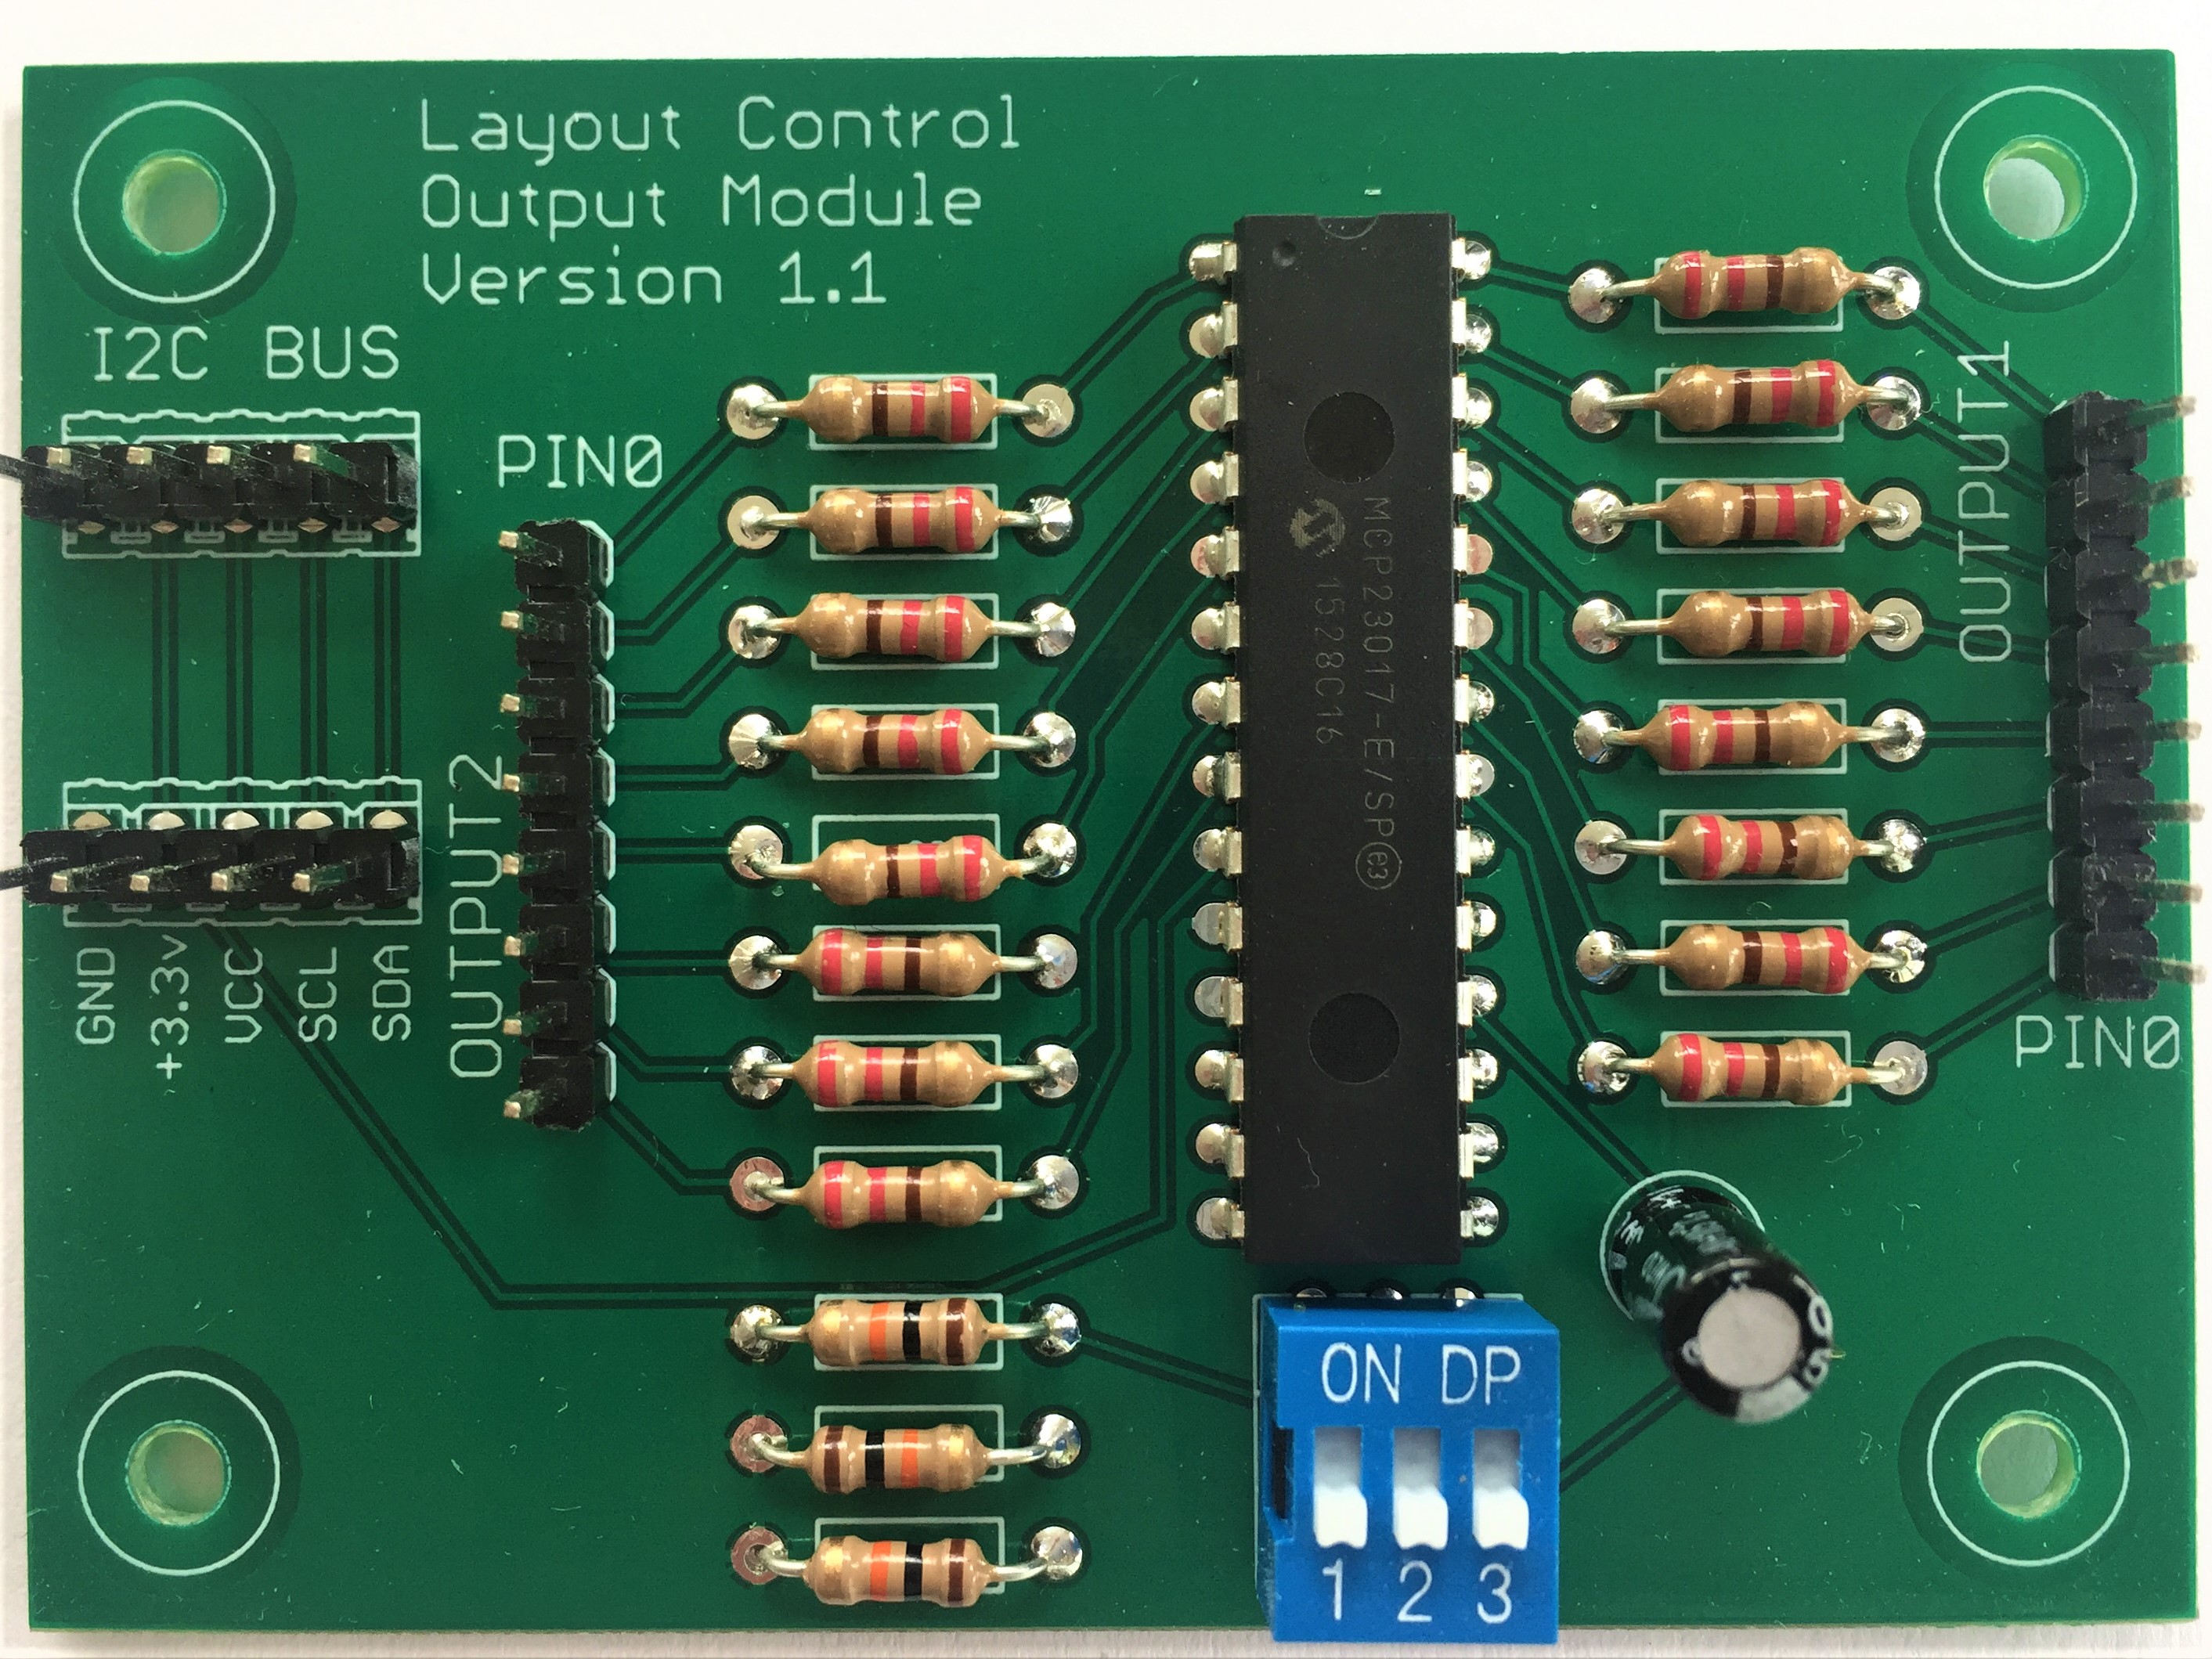 Layout Control
Output Module
Version 1.1
I2C BUS
PIN0
OUTPUT2
GND
+3.3v
VCC
SCL
SDA
MCP23017-E/SP e3
1528C16
OUTPUT1
PIN0
ON DP
1 2 3